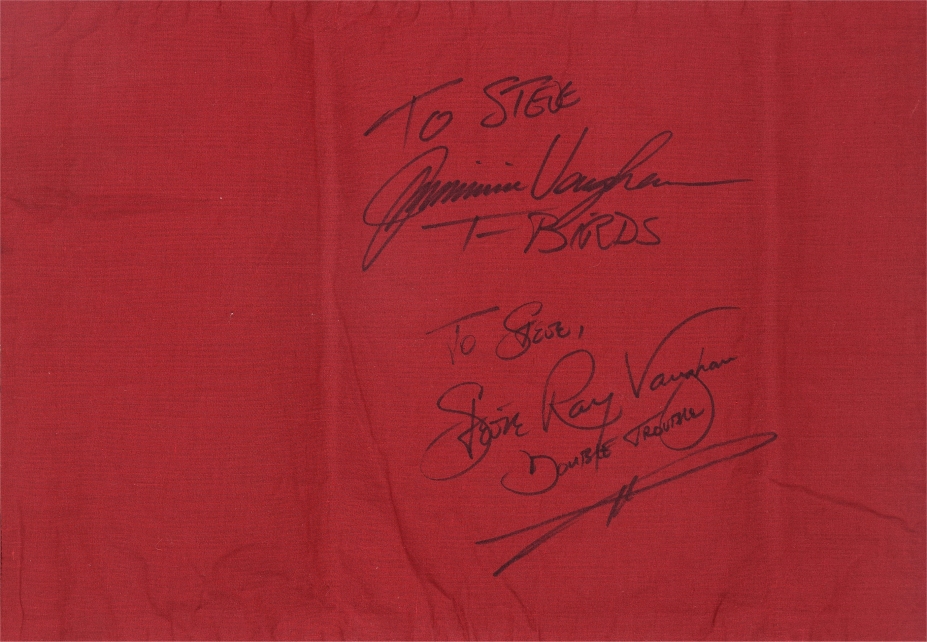 To STEVE
Jimmie Vaughan
T-BIRDS
To Steve,
Stevie Ray Vaughan
Double Trouble